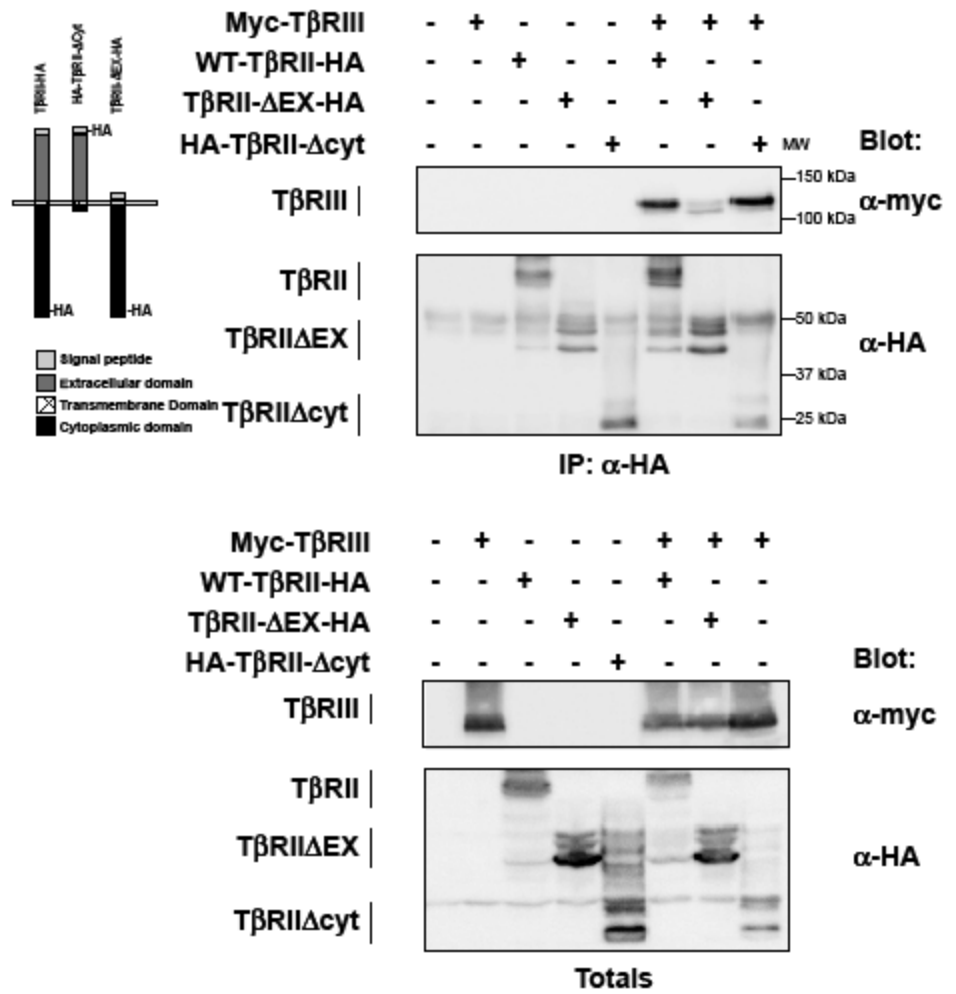 Myc-TβRIII - + - - - + + +
WT-TβRII-HA - - + - - + - -
TβRII-ΔEX-HA - - - + - - + -
HA-TβRII-Δcyt - - - - + - - + MW Blot:
TβRII-HA
HA-TβRII-ΔCyt
TβRII-ΔEX-HA
-HA
-HA
-HA
Signal peptide
Extracellular domain
Transmembrane Domain
Cytoplasmic domain
TβRIII
150 kDa
100 kDa
α-myc
TβRII
TβRIIΔEX
TβRIIΔcyt
50 kDa
37 kDa
25 kDa
α-HA
IP: α-HA
Myc-TβRIII - + - - - + + +
WT-TβRII-HA - - + - - + - -
TβRII-ΔEX-HA - - - + - - + -
HA-TβRII-Δcyt - - - - + - - + Blot:
TβRIII
α-myc
TβRII
TβRIIΔEX
TβRIIΔcyt
α-HA
Totals